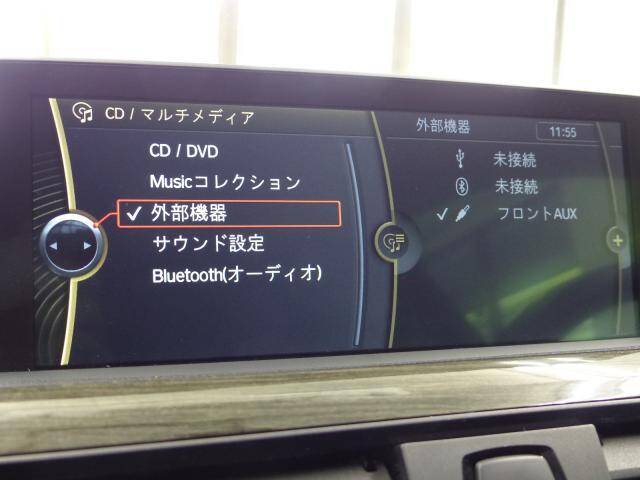 CD / マルチメディア
CD / DVD
Musicコレクション
外部機器
サウンド設定
Bluetooth(オーディオ)
外部機器
11:55
未接続
未接続
フロントAUX